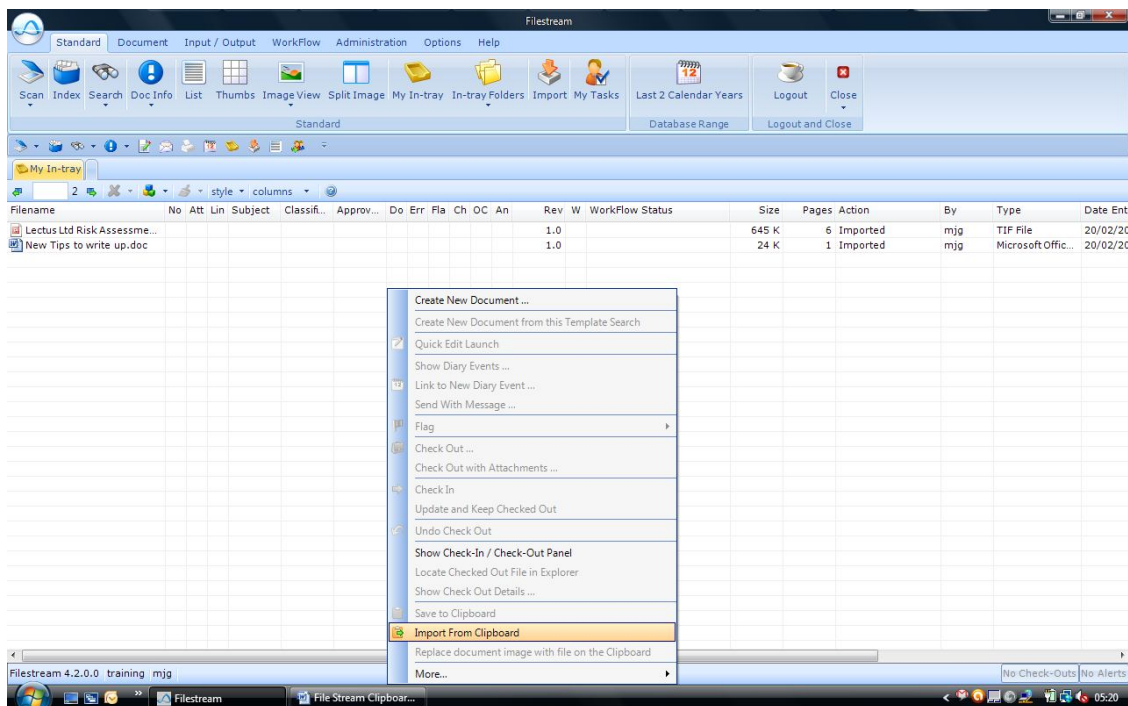 Filestream
Standard Document Input / Output WorkFlow Administration Options Help
Scan Index Search Doc Info List Thumbs Image View Split Image My In-tray In-tray Folders Import My Tasks Last 2 Calendar Years Logout Close
12
Standard Database Range Logout and Close
My In-tray
2 style columns
Filename No Att Lin Subject Classifi... Approv... Do Err Fla Ch OC An Rev W WorkFlow Status Size Pages Action By Type Date Ent
Lectus Ltd Risk Assessme... 1.0 645 K 6 Imported mjg TIF File 20/02/20
New Tips to write up.doc 1.0 24 K 1 Imported mjg Microsoft Offic... 20/02/20
Create New Document ...
Create New Document from this Template Search
Quick Edit Launch
Show Diary Events ...
Link to New Diary Event ...
Send With Message ...
Flag
Check Out ...
Check Out with Attachments ...
Check In
Update and Keep Checked Out
Undo Check Out
Show Check-In / Check-Out Panel
Locate Checked Out File in Explorer
Show Check Out Details ...
Save to Clipboard
Import From Clipboard
Replace document image with file on the Clipboard
More...
Filestream 4.2.0.0 training mjg No Check-Outs No Alerts
Filestream File Stream Clipboar... 05:20